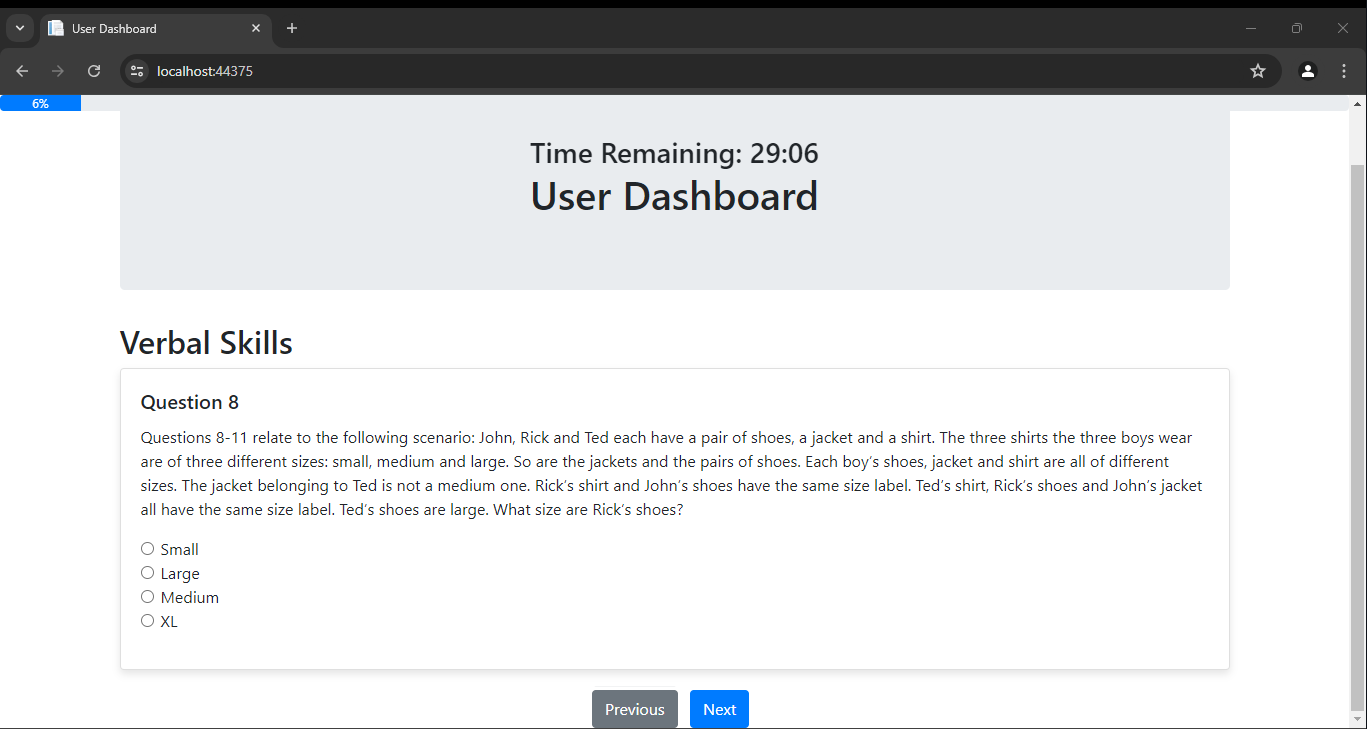 User Dashboard
localhost:44375
6%
Time Remaining: 29:06
User Dashboard
Verbal Skills
Question 8
Questions 8-11 relate to the following scenario: John, Rick and Ted each have a pair of shoes, a jacket and a shirt. The three shirts the three boys wear
are of three different sizes: small, medium and large. So are the jackets and the pairs of shoes. Each boy's shoes, jacket and shirt are all of different
sizes. The jacket belonging to Ted is not a medium one. Rick's shirt and John's shoes have the same size label. Ted's shirt, Rick's shoes and John's jacket
all have the same size label. Ted's shoes are large. What size are Rick's shoes?
Small
Large
Medium
XL
Previous Next